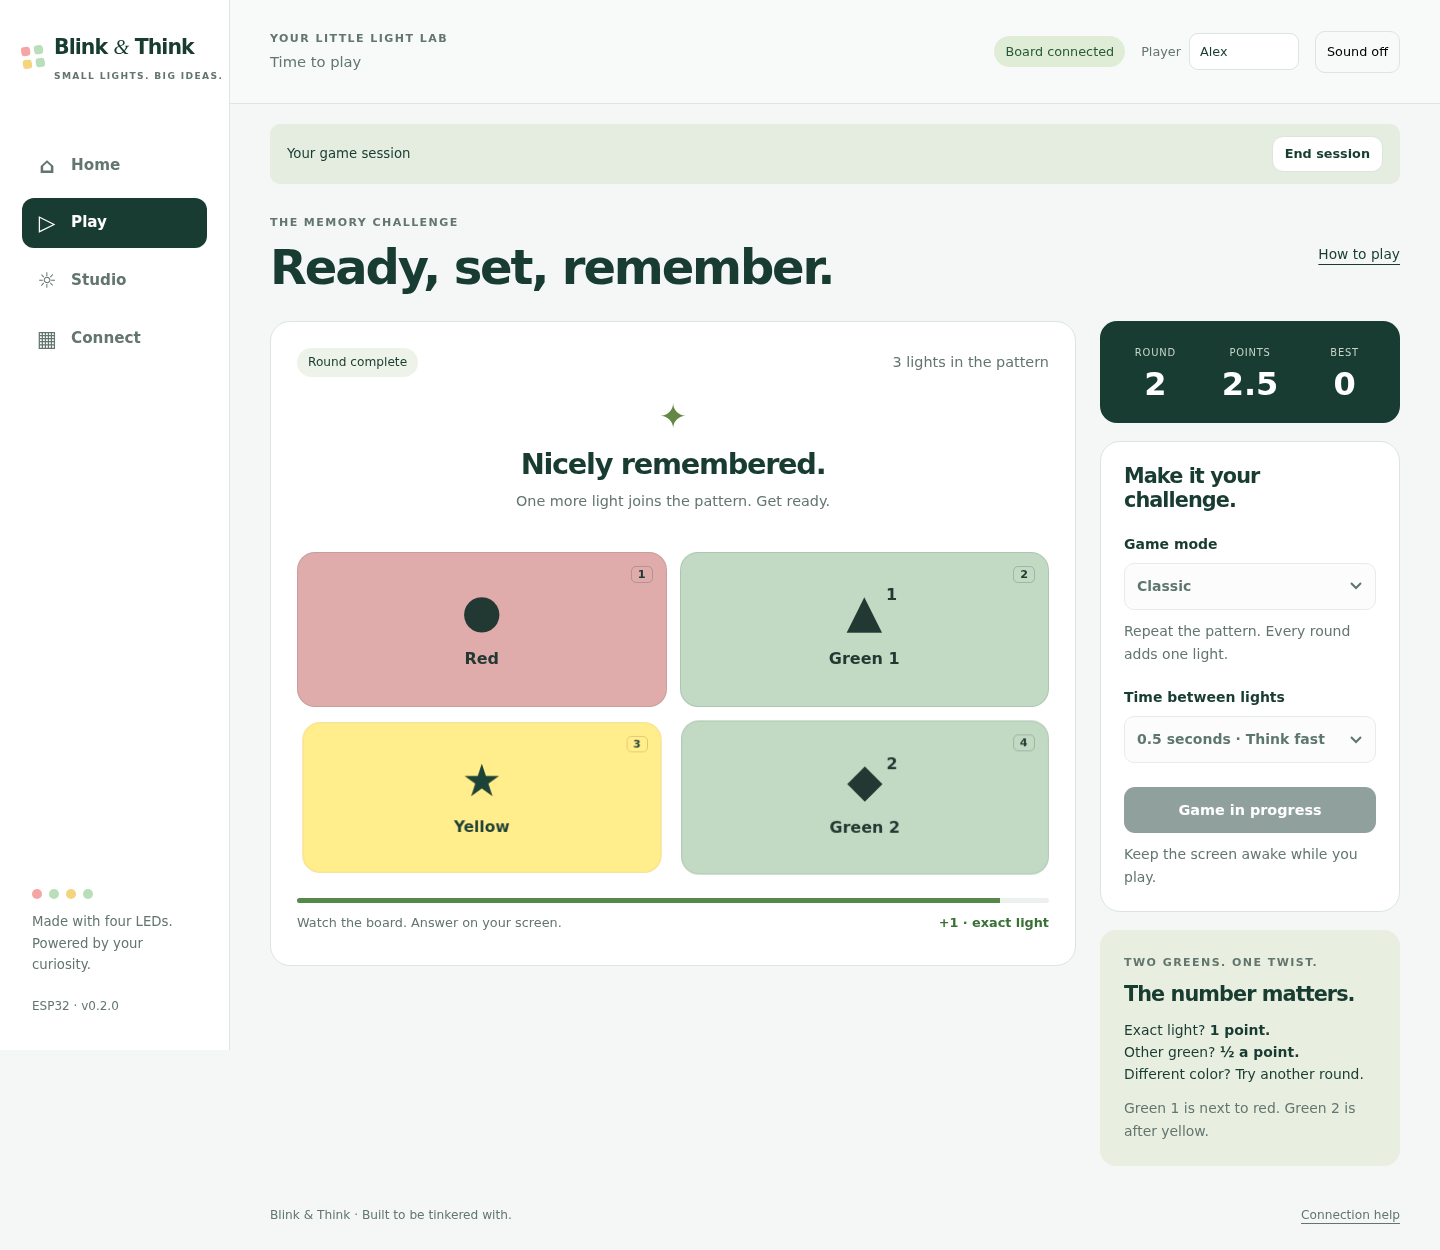 Blink & Think
SMALL LIGHTS. BIG IDEAS.
Home
Play
Studio
Connect
Made with four LEDs.
Powered by your
curiosity.
ESP32 · v0.2.0
YOUR LITTLE LIGHT LAB
Time to play
Board connected
Player
Alex
Sound off
Your game session
End session
THE MEMORY CHALLENGE
Ready, set, remember.
How to play
Round complete
3 lights in the pattern
Nicely remembered.
One more light joins the pattern. Get ready.
1
Red
2
1
Green 1
3
Yellow
4
2
Green 2
Watch the board. Answer on your screen.
+1 · exact light
ROUND
POINTS
BEST
2
2.5
0
Make it your
challenge.
Game mode
Classic
Repeat the pattern. Every round
adds one light.
Time between lights
0.5 seconds · Think fast
Game in progress
Keep the screen awake while you
play.
TWO GREENS. ONE TWIST.
The number matters.
Exact light? 1 point.
Other green? ½ a point.
Different color? Try another round.
Green 1 is next to red. Green 2 is
after yellow.
Blink & Think · Built to be tinkered with.
Connection help